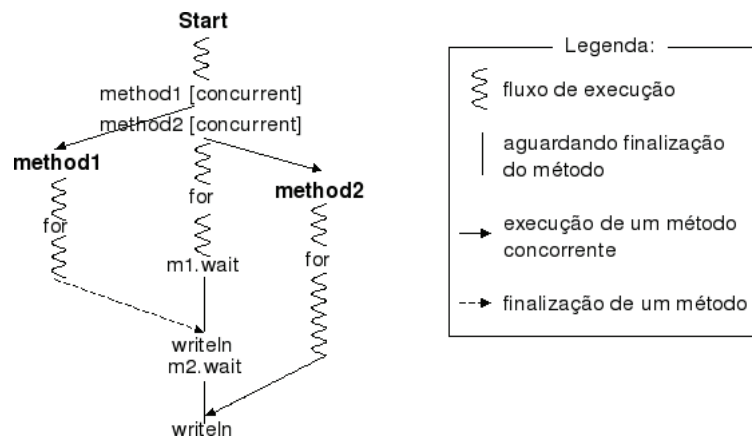 Start
method1 [concurrent]
method2 [concurrent]
method1
method2
for
for
for
m1.wait
writeln
m2.wait
writeln
Legenda:
fluxo de execução
aguardando finalização
do método
execução de um método
concorrente
finalização de um método